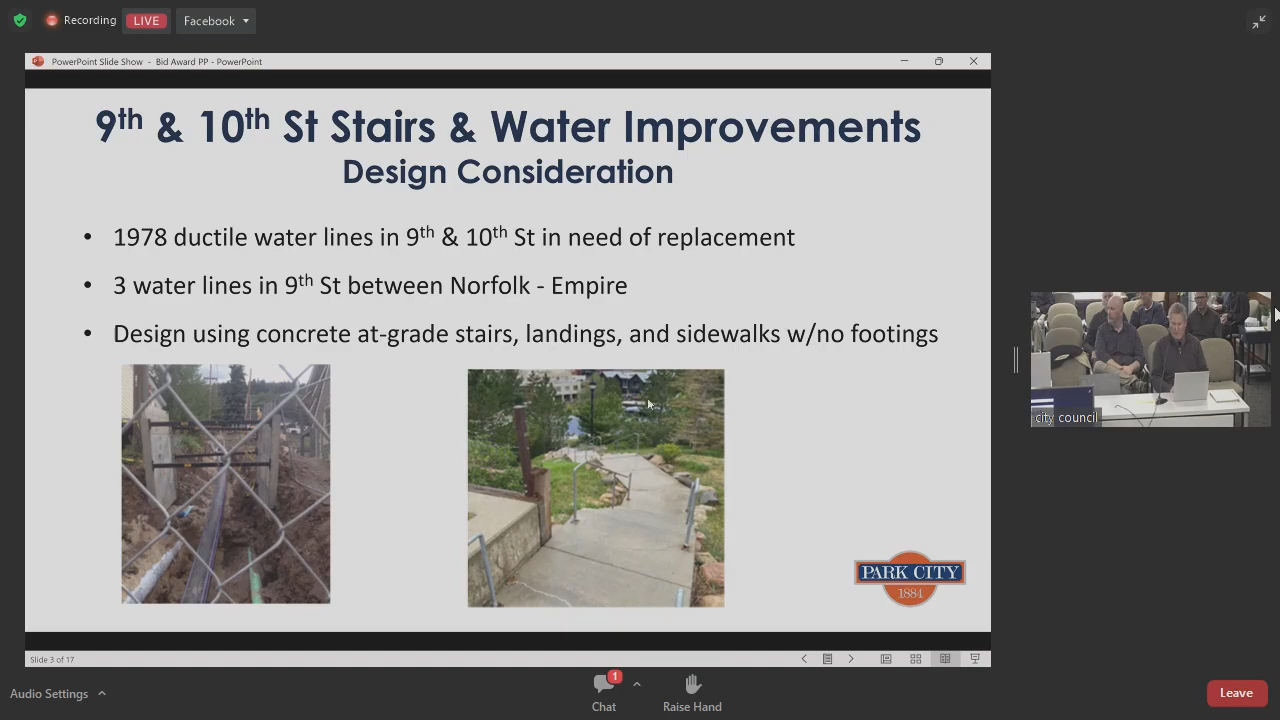 Recording
LIVE
Facebook
PowerPoint Slide Show - Bid Award PP - PowerPoint
9th & 10th St Stairs & Water Improvements
Design Consideration
• 1978 ductile water lines in 9th & 10th St in need of replacement
• 3 water lines in 9th St between Norfolk - Empire
• Design using concrete at-grade stairs, landings, and sidewalks w/no footings
PARK CITY
1884
city council
Slide 3 of 17
Audio Settings
1
Chat
Raise Hand
Leave